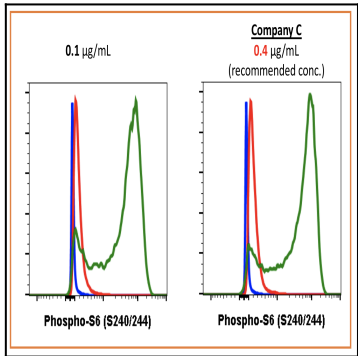 0.1 µg/mL
Company C
0.4 µg/mL
(recommended conc.)
Phospho-S6 (S240/244)
Phospho-S6 (S240/244)